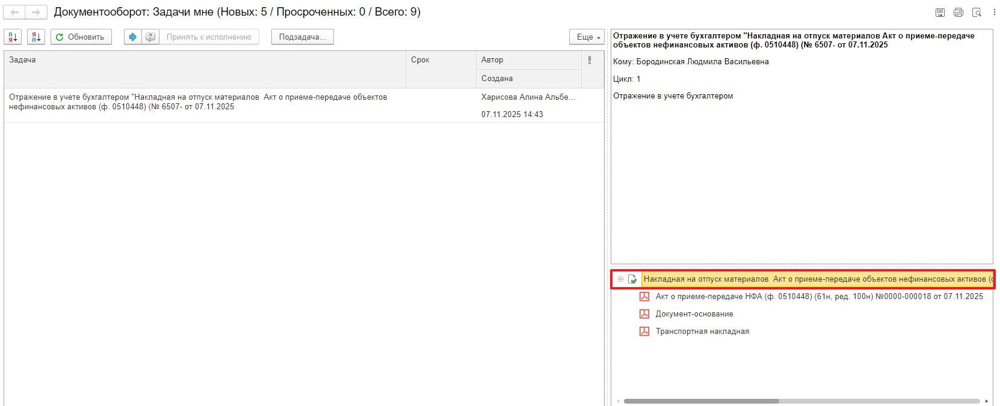 Документооборот: Задачи мне (Новых: 5 / Просроченных: 0 / Всего: 9)
А Я
Я А
Обновить
?
Принять к исполнению
Подзадача...
Еще
Задача
Срок
Автор
Создана
Отражение в учете бухгалтером "Накладная на отпуск материалов Акт о приеме-передаче объектов
нефинансовых активов (ф. 0510448) (№ 6507- от 07.11.2025
Харисова Алина Альбе...
07.11.2025 14:43
Отражение в учете бухгалтером "Накладная на отпуск материалов Акт о приеме-передаче
объектов нефинансовых активов (ф. 0510448) (№ 6507- от 07.11.2025
Кому: Бородинская Людмила Васильевна
Цикл: 1
Отражение в учете бухгалтером
Накладная на отпуск материалов Акт о приеме-передаче объектов нефинансовых активов (
Акт о приеме-передаче НФА (ф. 0510448) (61н, ред. 100н) №0000-000018 от 07.11.2025
Документ-основание
Транспортная накладная